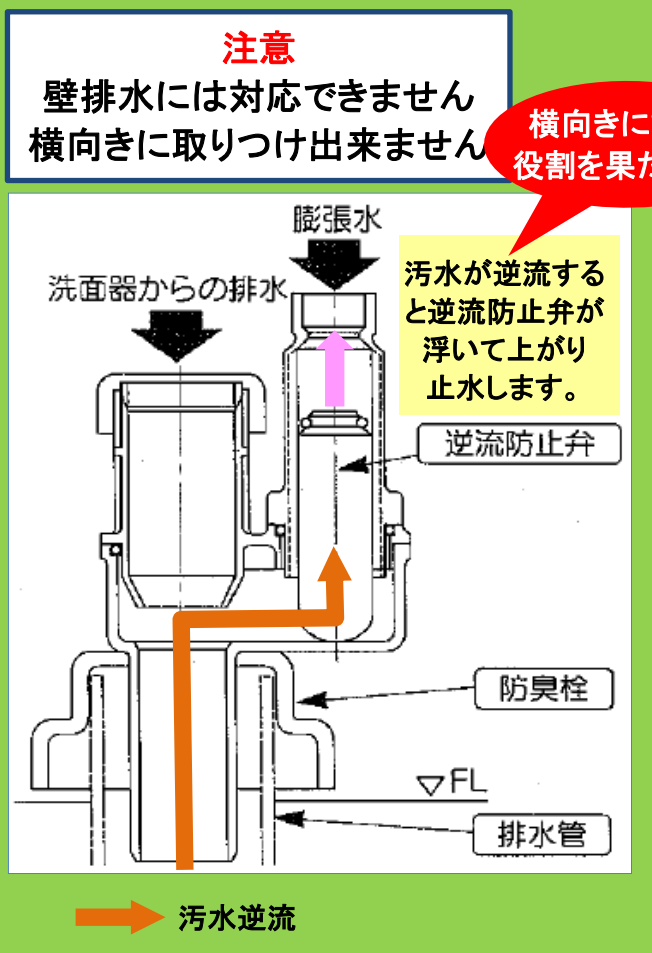 注意
壁排水には対応できません
横向きに取りつけ出来ません
横向きに
役割を果た
膨張水
洗面器からの排水
汚水が逆流する
と逆流防止弁が
浮いて上がり
止水します。
逆流防止弁
防臭栓
▽FL
排水管
汚水逆流